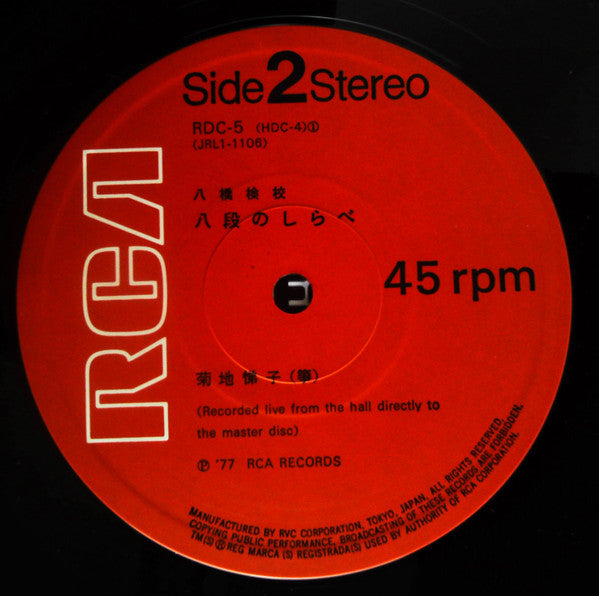 Side 2 Stereo
RDC-5 (HDC-4)①
(JRL1-1106)
八橋検校
八段のしらべ
RCA
45 rpm
菊地悌子(箏)
(Recorded live from the hall directly to
the master disc)
℗ '77 RCA RECORDS
MANUFACTURED BY RVC CORPORATION, TOKYO, JAPAN, ALL RIGHTS RESERVED,
COPYING PUBLIC PERFORMANCE, BROADCASTING OF THESE RECORDS ARE FORBIDDEN,
TM(S) ® REG MARCA (S) REGISTRADA(S) USED BY AUTHORITY OF RCA CORPORATION.